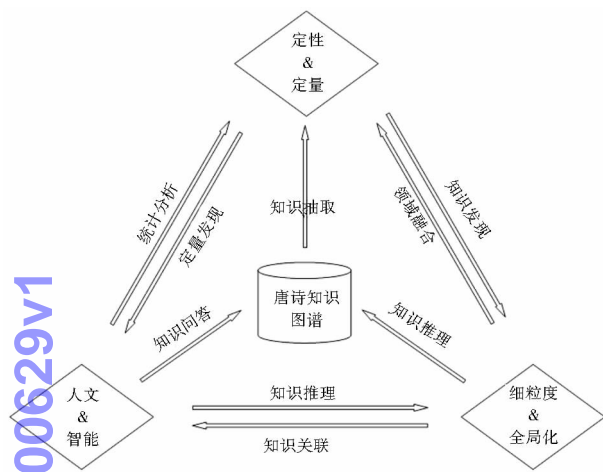 定性
&
定量
统计分析
定量发现
知识抽取
领域融合
知识发现
唐诗知识
图谱
知识问答
知识推理
人文
&
智能
知识推理
知识关联
细粒度
&
全局化
00629v1